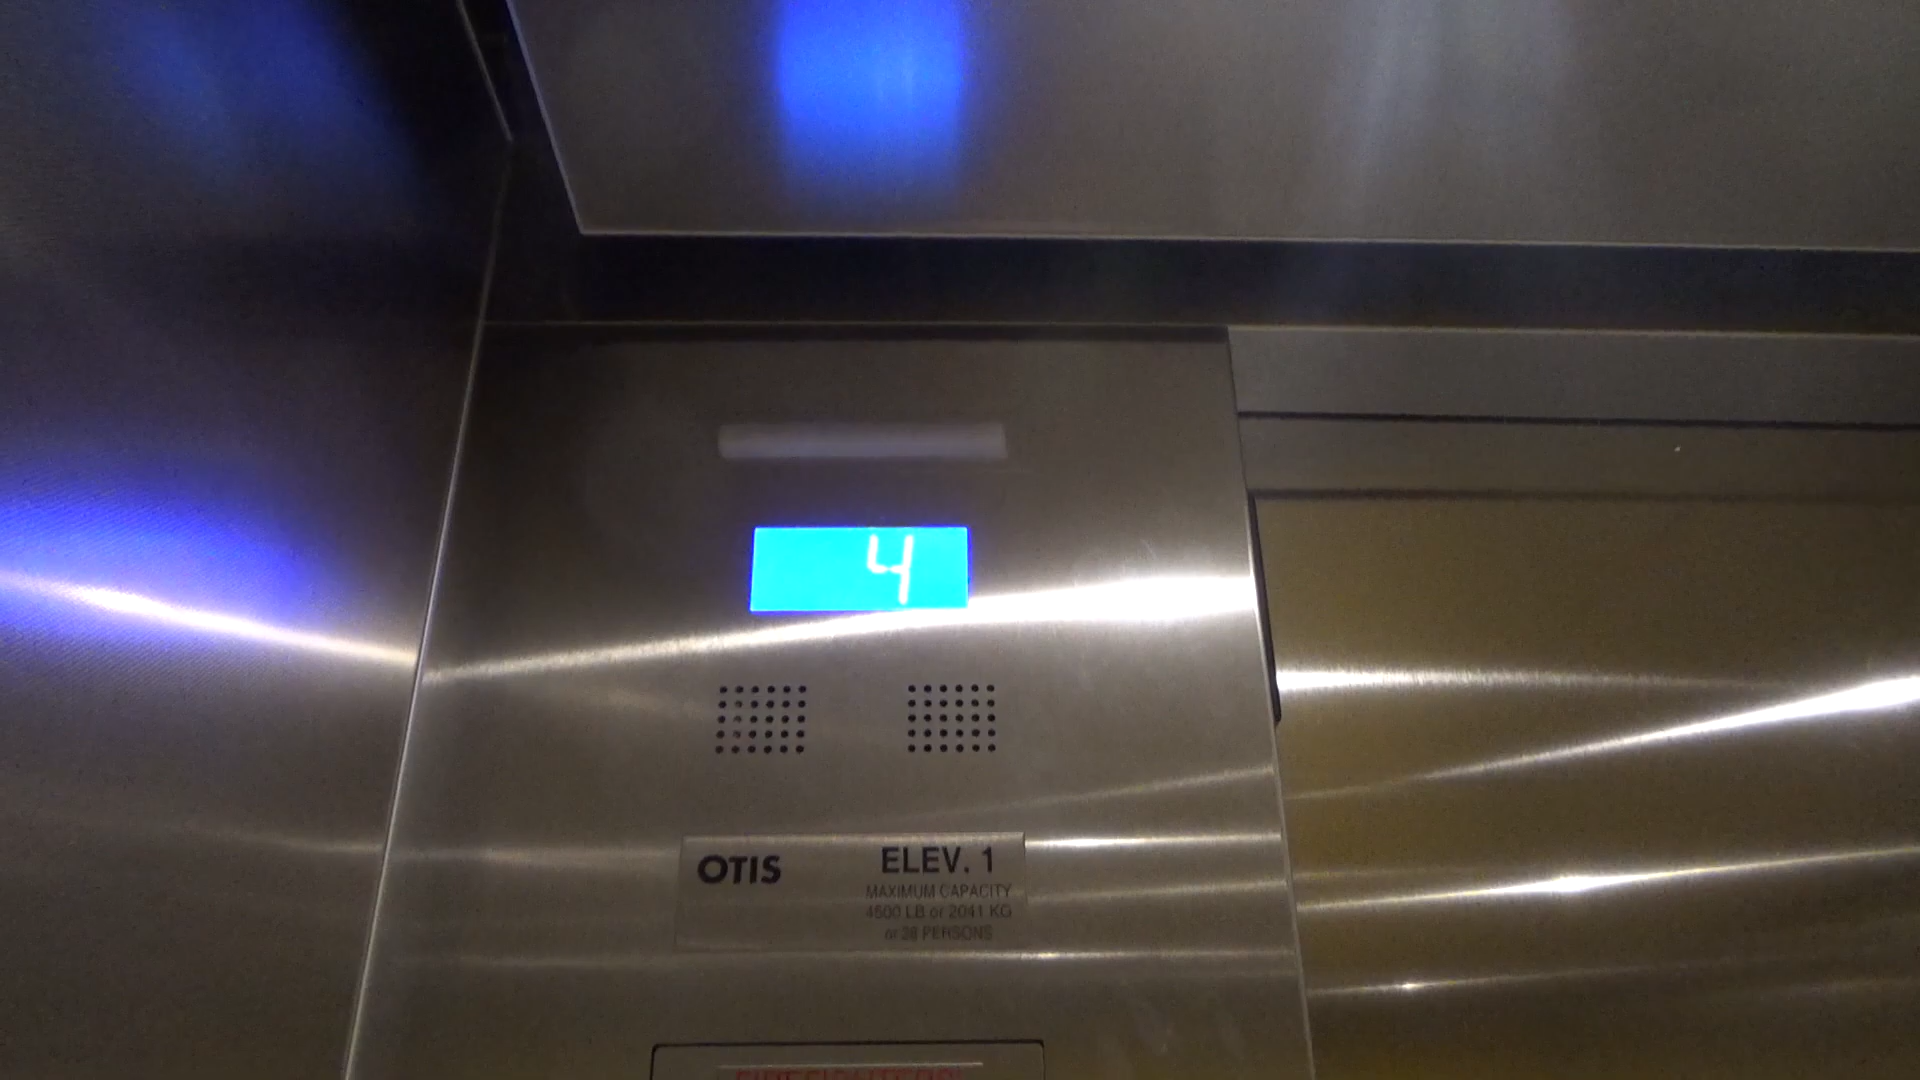 4
OTIS
ELEV. 1
MAXIMUM CAPACITY
4500 LB or 2041 KG
or 28 PERSONS